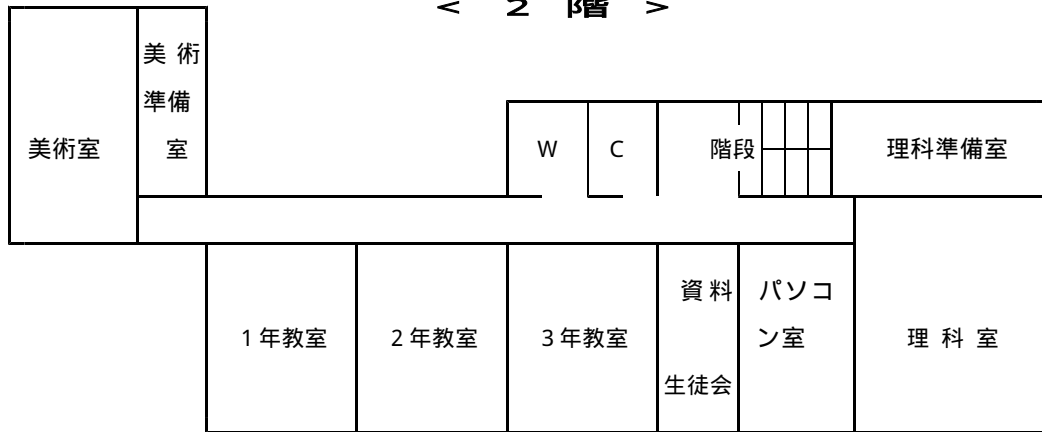 ＜ 2 階 ＞
美 術
準備
室
美術室
W C
階段
理科準備室
1年教室
2年教室
3年教室
資料
生徒会
パソコ
ン室
理 科 室